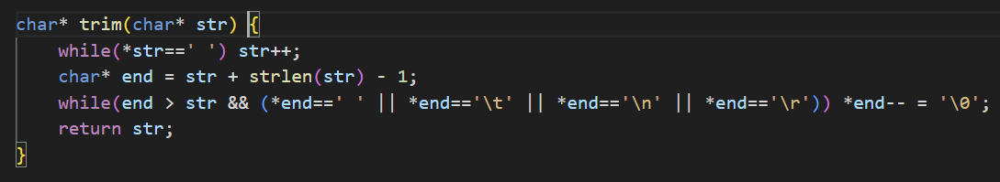 char* trim(char* str) {
    while(*str==' ') str++;
    char* end = str + strlen(str) - 1;
    while(end > str && (*end==' ' || *end=='\t' || *end=='\n' || *end=='\r')) *end-- = '\0';
    return str;
}